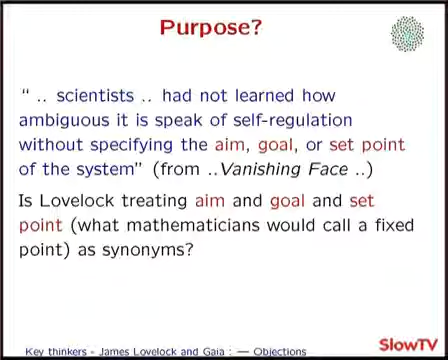 Purpose?
" .. scientists .. had not learned how
ambiguous it is speak of self-regulation
without specifying the aim, goal, or set point
of the system" (from ..Vanishing Face ..)
Is Lovelock treating aim and goal and set
point (what mathematicians would call a fixed
point) as synonyms?
Key thinkers - James Lovelock and Gaia : — Objections
SlowTV